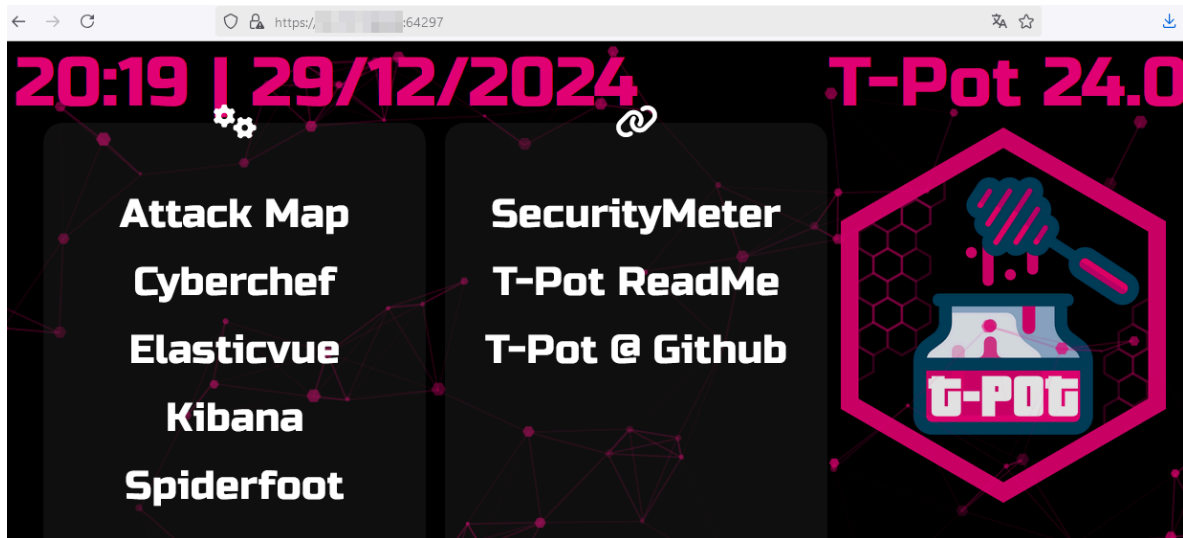 https:// :64297
20:19 | 29/12/2024
T-Pot 24.0
Attack Map
Cyberchef
Elasticvue
Kibana
Spiderfoot
SecurityMeter
T-Pot ReadMe
T-Pot @ Github
t-POt